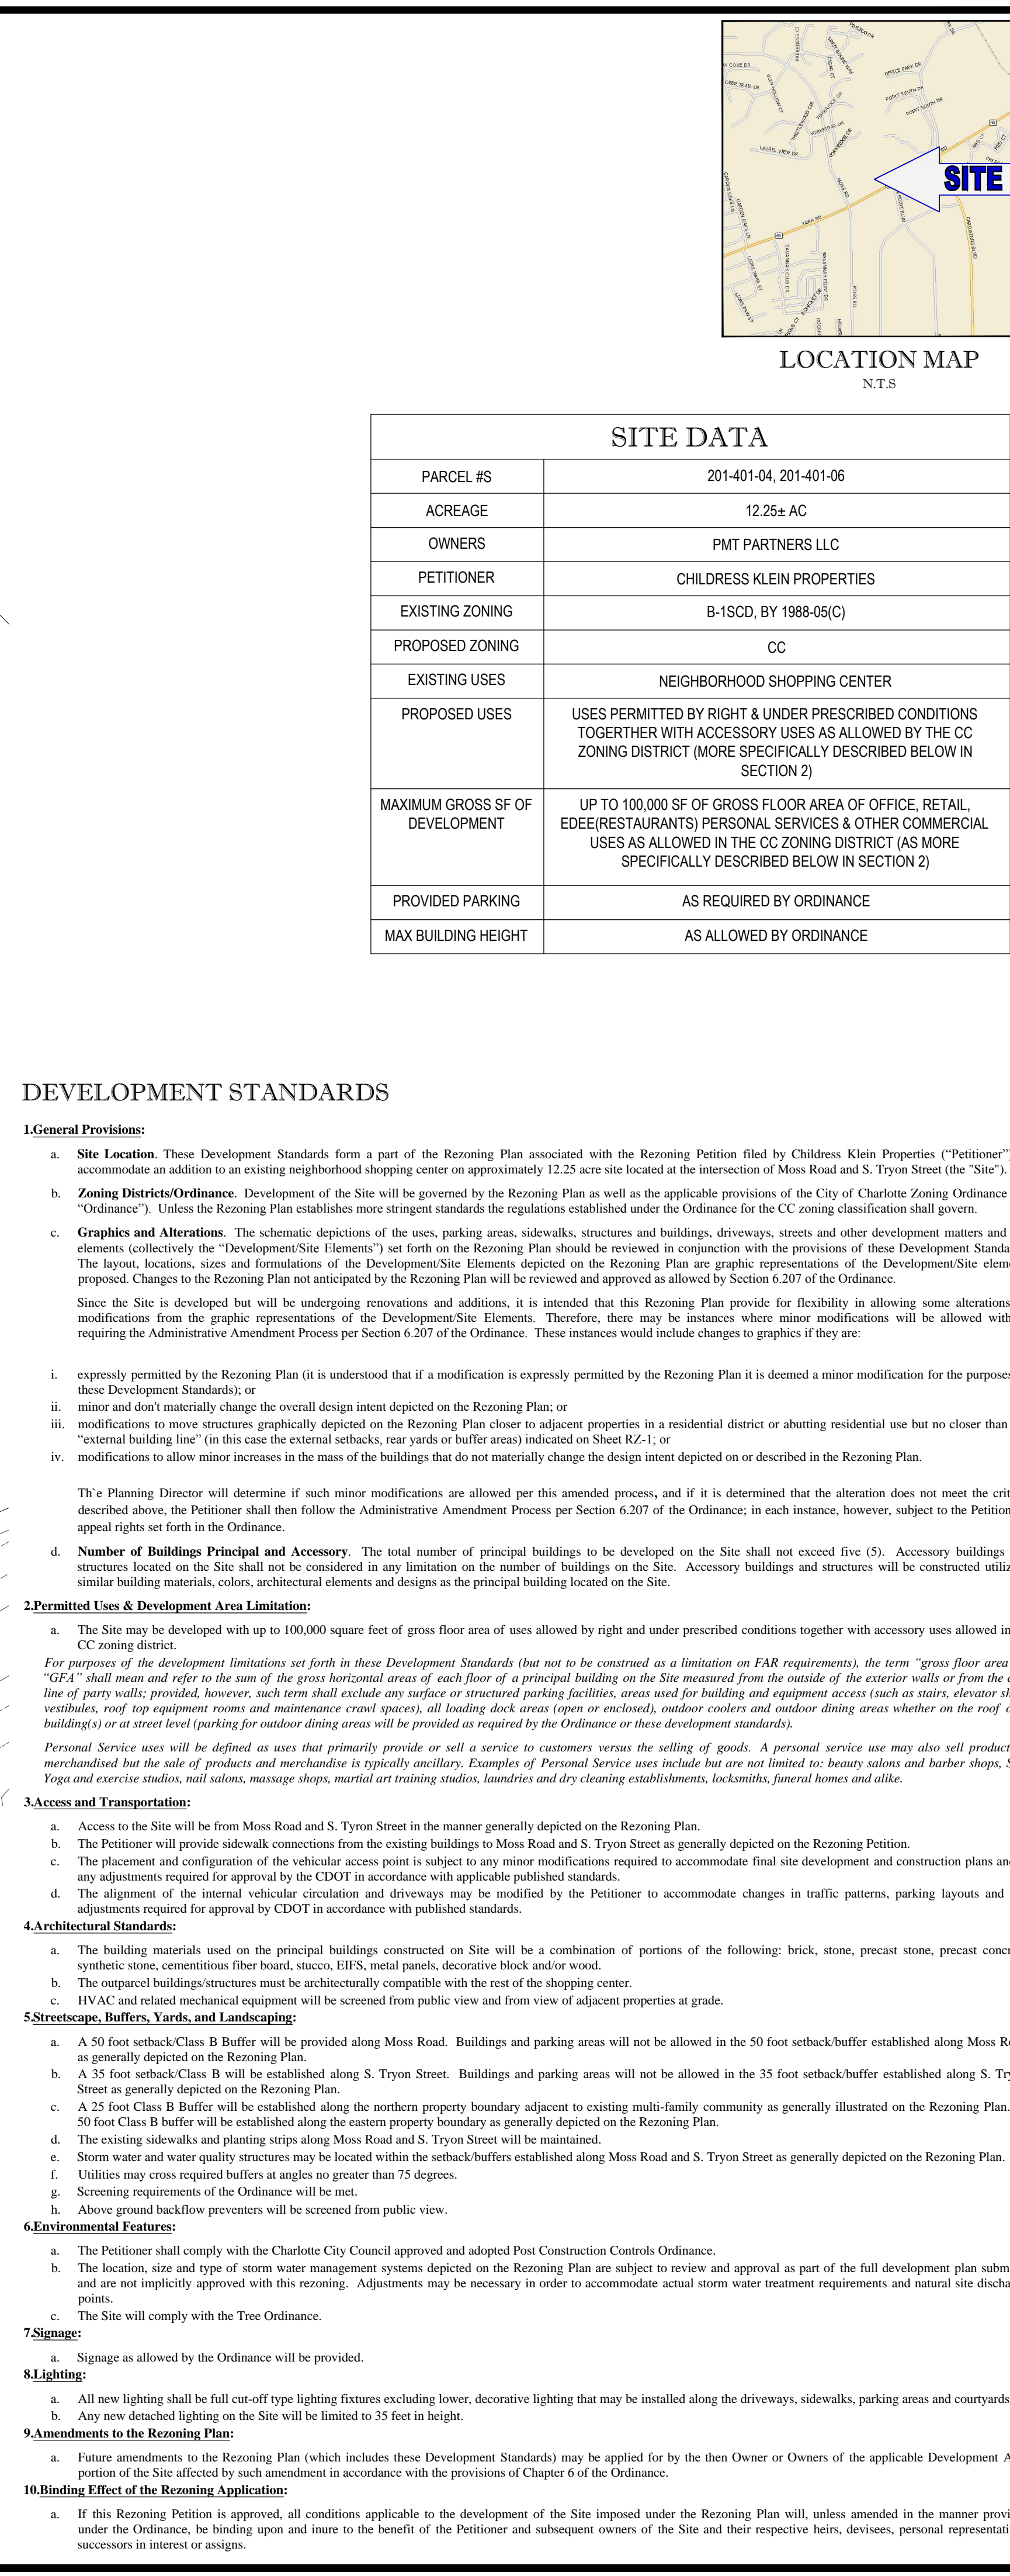 PINEZCO DR
SPIRIT BOUND WAY
CEDAR CT
COVE DR
DEER TRAIL LN
OFFICE PARK DR
POINT SOUTH DR
POINT SOUTH DR
THISTLEWOOD CIR
YORKRIDGE DR
YORKRIDGE DR
LAUREL VIEW DR
RD
MOSS RD
SITE
GARDEN OAKS LN
GARDEN OAKS LN
YORK RD
49
49
POINT BLVD
CAROWINDS BLVD
SAVANNAH CLUB DR
MOSS RD
LOCATION MAP
N.T.S
SITE DATA
PARCEL #S 201-401-04, 201-401-06
ACREAGE 12.25± AC
OWNERS PMT PARTNERS LLC
PETITIONER CHILDRESS KLEIN PROPERTIES
EXISTING ZONING B-1SCD, BY 1988-05(C)
PROPOSED ZONING CC
EXISTING USES NEIGHBORHOOD SHOPPING CENTER
PROPOSED USES USES PERMITTED BY RIGHT & UNDER PRESCRIBED CONDITIONS
TOGERTHER WITH ACCESSORY USES AS ALLOWED BY THE CC
ZONING DISTRICT (MORE SPECIFICALLY DESCRIBED BELOW IN
SECTION 2)
MAXIMUM GROSS SF OF UP TO 100,000 SF OF GROSS FLOOR AREA OF OFFICE, RETAIL,
DEVELOPMENT EDEE(RESTAURANTS) PERSONAL SERVICES & OTHER COMMERCIAL
USES AS ALLOWED IN THE CC ZONING DISTRICT (AS MORE
SPECIFICALLY DESCRIBED BELOW IN SECTION 2)
PROVIDED PARKING AS REQUIRED BY ORDINANCE
MAX BUILDING HEIGHT AS ALLOWED BY ORDINANCE
DEVELOPMENT STANDARDS
1.General Provisions:
a. Site Location. These Development Standards form a part of the Rezoning Plan associated with the Rezoning Petition filed by Childress Klein Properties (“Petitioner”)
accommodate an addition to an existing neighborhood shopping center on approximately 12.25 acre site located at the intersection of Moss Road and S. Tryon Street (the "Site").
b. Zoning Districts/Ordinance. Development of the Site will be governed by the Rezoning Plan as well as the applicable provisions of the City of Charlotte Zoning Ordinance
“Ordinance”). Unless the Rezoning Plan establishes more stringent standards the regulations established under the Ordinance for the CC zoning classification shall govern.
c. Graphics and Alterations. The schematic depictions of the uses, parking areas, sidewalks, structures and buildings, driveways, streets and other development matters and
elements (collectively the “Development/Site Elements”) set forth on the Rezoning Plan should be reviewed in conjunction with the provisions of these Development Standa
The layout, locations, sizes and formulations of the Development/Site Elements depicted on the Rezoning Plan are graphic representations of the Development/Site eleme
proposed. Changes to the Rezoning Plan not anticipated by the Rezoning Plan will be reviewed and approved as allowed by Section 6.207 of the Ordinance.
Since the Site is developed but will be undergoing renovations and additions, it is intended that this Rezoning Plan provide for flexibility in allowing some alterations
modifications from the graphic representations of the Development/Site Elements. Therefore, there may be instances where minor modifications will be allowed with
requiring the Administrative Amendment Process per Section 6.207 of the Ordinance. These instances would include changes to graphics if they are:
i. expressly permitted by the Rezoning Plan (it is understood that if a modification is expressly permitted by the Rezoning Plan it is deemed a minor modification for the purposes
these Development Standards); or
ii. minor and don't materially change the overall design intent depicted on the Rezoning Plan; or
iii. modifications to move structures graphically depicted on the Rezoning Plan closer to adjacent properties in a residential district or abutting residential use but no closer than
“external building line” (in this case the external setbacks, rear yards or buffer areas) indicated on Sheet RZ-1; or
iv. modifications to allow minor increases in the mass of the buildings that do not materially change the design intent depicted on or described in the Rezoning Plan.
Th`e Planning Director will determine if such minor modifications are allowed per this amended process, and if it is determined that the alteration does not meet the crit
described above, the Petitioner shall then follow the Administrative Amendment Process per Section 6.207 of the Ordinance; in each instance, however, subject to the Petition
appeal rights set forth in the Ordinance.
d. Number of Buildings Principal and Accessory. The total number of principal buildings to be developed on the Site shall not exceed five (5). Accessory buildings
structures located on the Site shall not be considered in any limitation on the number of buildings on the Site. Accessory buildings and structures will be constructed utiliz
similar building materials, colors, architectural elements and designs as the principal building located on the Site.
2.Permitted Uses & Development Area Limitation:
a. The Site may be developed with up to 100,000 square feet of gross floor area of uses allowed by right and under prescribed conditions together with accessory uses allowed in
CC zoning district.
For purposes of the development limitations set forth in these Development Standards (but not to be construed as a limitation on FAR requirements), the term “gross floor area
“GFA” shall mean and refer to the sum of the gross horizontal areas of each floor of a principal building on the Site measured from the outside of the exterior walls or from the c
line of party walls; provided, however, such term shall exclude any surface or structured parking facilities, areas used for building and equipment access (such as stairs, elevator sh
vestibules, roof top equipment rooms and maintenance crawl spaces), all loading dock areas (open or enclosed), outdoor coolers and outdoor dining areas whether on the roof o
building(s) or at street level (parking for outdoor dining areas will be provided as required by the Ordinance or these development standards).
Personal Service uses will be defined as uses that primarily provide or sell a service to customers versus the selling of goods. A personal service use may also sell product
merchandised but the sale of products and merchandise is typically ancillary. Examples of Personal Service uses include but are not limited to: beauty salons and barber shops, S
Yoga and exercise studios, nail salons, massage shops, martial art training studios, laundries and dry cleaning establishments, locksmiths, funeral homes and alike.
3.Access and Transportation:
a. Access to the Site will be from Moss Road and S. Tyron Street in the manner generally depicted on the Rezoning Plan.
b. The Petitioner will provide sidewalk connections from the existing buildings to Moss Road and S. Tryon Street as generally depicted on the Rezoning Petition.
c. The placement and configuration of the vehicular access point is subject to any minor modifications required to accommodate final site development and construction plans and
any adjustments required for approval by the CDOT in accordance with applicable published standards.
d. The alignment of the internal vehicular circulation and driveways may be modified by the Petitioner to accommodate changes in traffic patterns, parking layouts and
adjustments required for approval by CDOT in accordance with published standards.
4.Architectural Standards:
a. The building materials used on the principal buildings constructed on Site will be a combination of portions of the following: brick, stone, precast stone, precast concr
synthetic stone, cementitious fiber board, stucco, EIFS, metal panels, decorative block and/or wood.
b. The outparcel buildings/structures must be architecturally compatible with the rest of the shopping center.
c. HVAC and related mechanical equipment will be screened from public view and from view of adjacent properties at grade.
5.Streetscape, Buffers, Yards, and Landscaping:
a. A 50 foot setback/Class B Buffer will be provided along Moss Road. Buildings and parking areas will not be allowed in the 50 foot setback/buffer established along Moss Ro
as generally depicted on the Rezoning Plan.
b. A 35 foot setback/Class B will be established along S. Tryon Street. Buildings and parking areas will not be allowed in the 35 foot setback/buffer established along S. Try
Street as generally depicted on the Rezoning Plan.
c. A 25 foot Class B Buffer will be established along the northern property boundary adjacent to existing multi-family community as generally illustrated on the Rezoning Plan.
50 foot Class B buffer will be established along the eastern property boundary as generally depicted on the Rezoning Plan.
d. The existing sidewalks and planting strips along Moss Road and S. Tryon Street will be maintained.
e. Storm water and water quality structures may be located within the setback/buffers established along Moss Road and S. Tryon Street as generally depicted on the Rezoning Plan.
f. Utilities may cross required buffers at angles no greater than 75 degrees.
g. Screening requirements of the Ordinance will be met.
h. Above ground backflow preventers will be screened from public view.
6.Environmental Features:
a. The Petitioner shall comply with the Charlotte City Council approved and adopted Post Construction Controls Ordinance.
b. The location, size and type of storm water management systems depicted on the Rezoning Plan are subject to review and approval as part of the full development plan subm
and are not implicitly approved with this rezoning. Adjustments may be necessary in order to accommodate actual storm water treatment requirements and natural site discha
points.
c. The Site will comply with the Tree Ordinance.
7.Signage:
a. Signage as allowed by the Ordinance will be provided.
8.Lighting:
a. All new lighting shall be full cut-off type lighting fixtures excluding lower, decorative lighting that may be installed along the driveways, sidewalks, parking areas and courtyards
b. Any new detached lighting on the Site will be limited to 35 feet in height.
9.Amendments to the Rezoning Plan:
a. Future amendments to the Rezoning Plan (which includes these Development Standards) may be applied for by the then Owner or Owners of the applicable Development A
portion of the Site affected by such amendment in accordance with the provisions of Chapter 6 of the Ordinance.
10.Binding Effect of the Rezoning Application:
a. If this Rezoning Petition is approved, all conditions applicable to the development of the Site imposed under the Rezoning Plan will, unless amended in the manner provi
under the Ordinance, be binding upon and inure to the benefit of the Petitioner and subsequent owners of the Site and their respective heirs, devisees, personal representati
successors in interest or assigns.